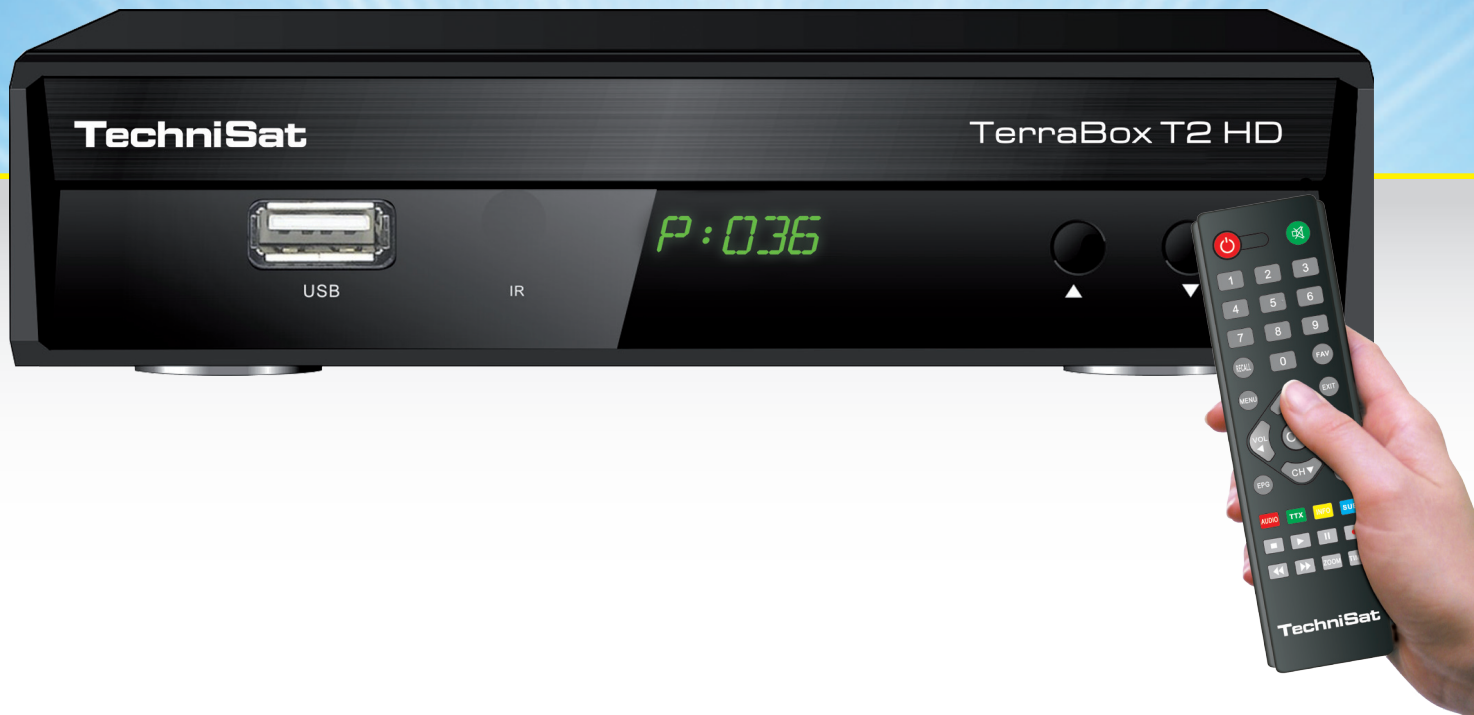 TechniSat
TerraBox T2 HD
P:036
USB
IR
1 2 3
4 5 6
7 8 9
RECALL 0 FAV
MENU EXIT
VOL
CH
EPG
AUDIO TTX INFO
ZOOM
TechniSat